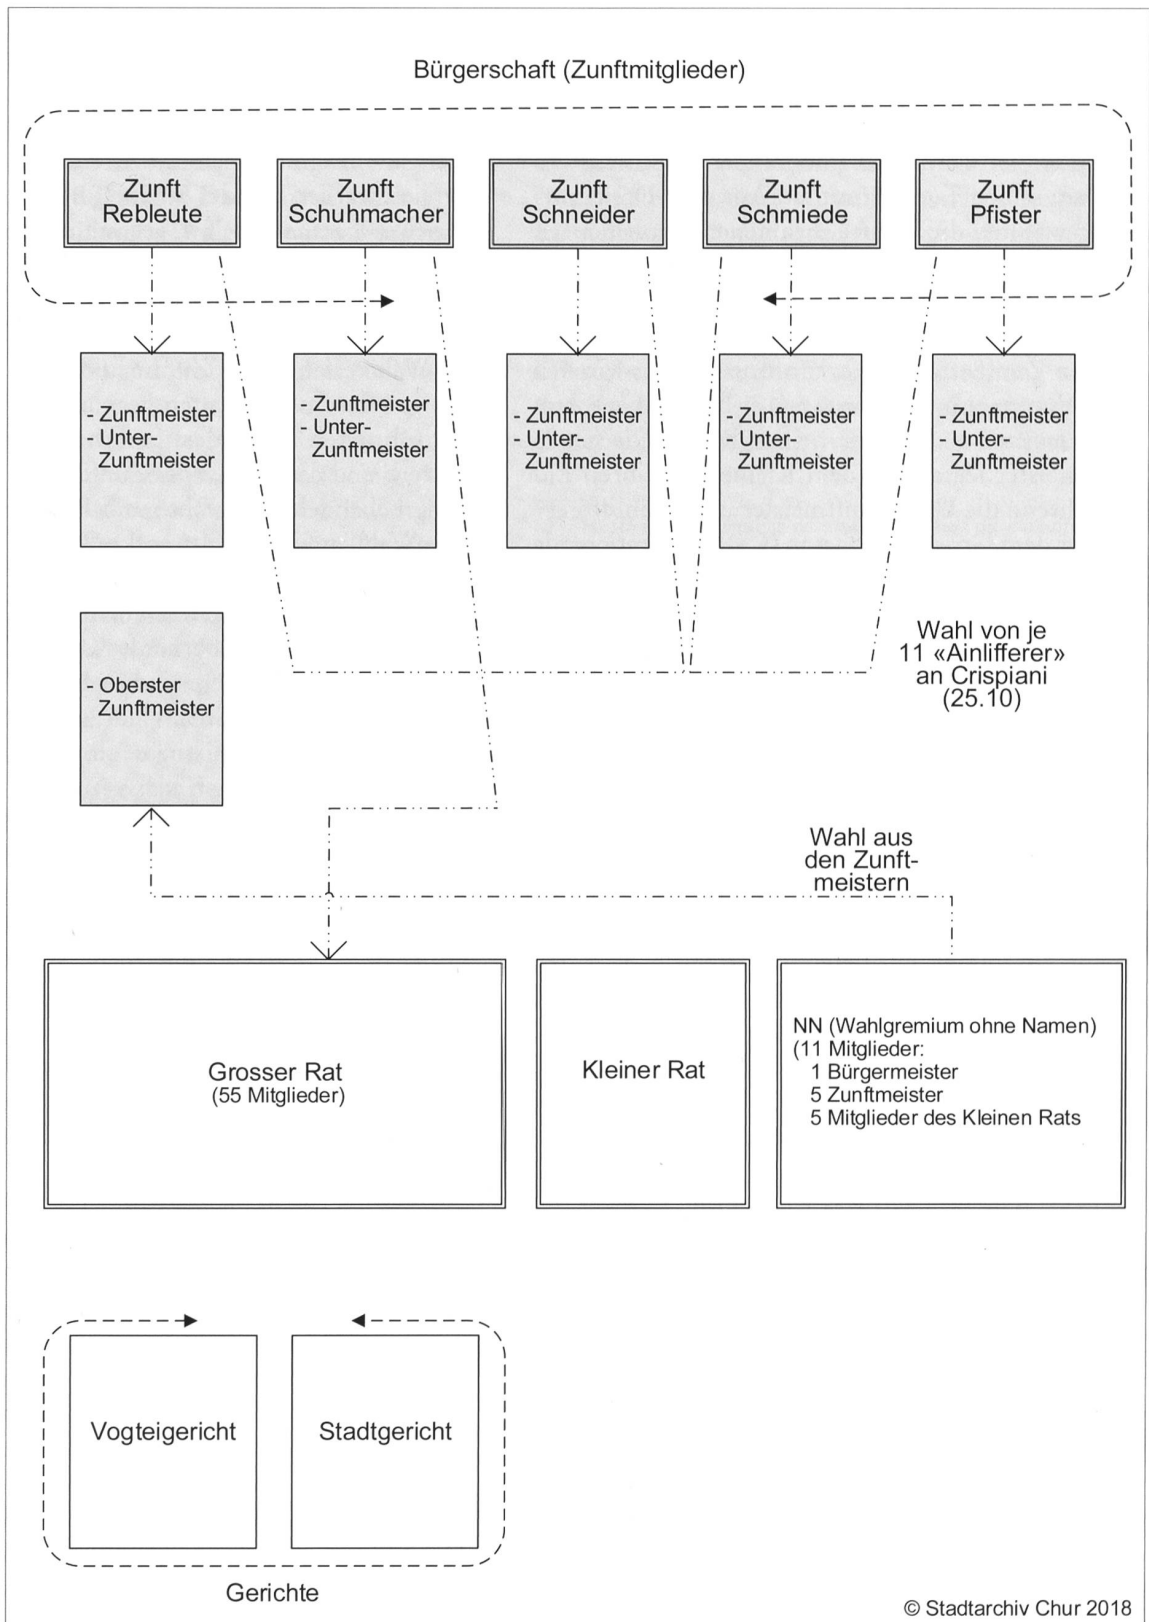 Bürgerschaft (Zunftmitglieder)
Zunft
Rebleute
Zunft
Schuhmacher
Zunft
Schneider
Zunft
Schmiede
Zunft
Pfister
- Zunftmeister
- Unter-
Zunftmeister
- Zunftmeister
- Unter-
Zunftmeister
- Zunftmeister
- Unter-
Zunftmeister
- Zunftmeister
- Unter-
Zunftmeister
- Zunftmeister
- Unter-
Zunftmeister
- Oberster
Zunftmeister
Wahl von je
11 «Ainlifferer»
an Crispiani
(25.10)
Wahl aus
den Zunft-
meistern
Grosser Rat
(55 Mitglieder)
Kleiner Rat
NN (Wahlgremium ohne Namen)
(11 Mitglieder:
1 Bürgermeister
5 Zunftmeister
5 Mitglieder des Kleinen Rats
Vogteigericht
Stadtgericht
Gerichte
© Stadtarchiv Chur 2018